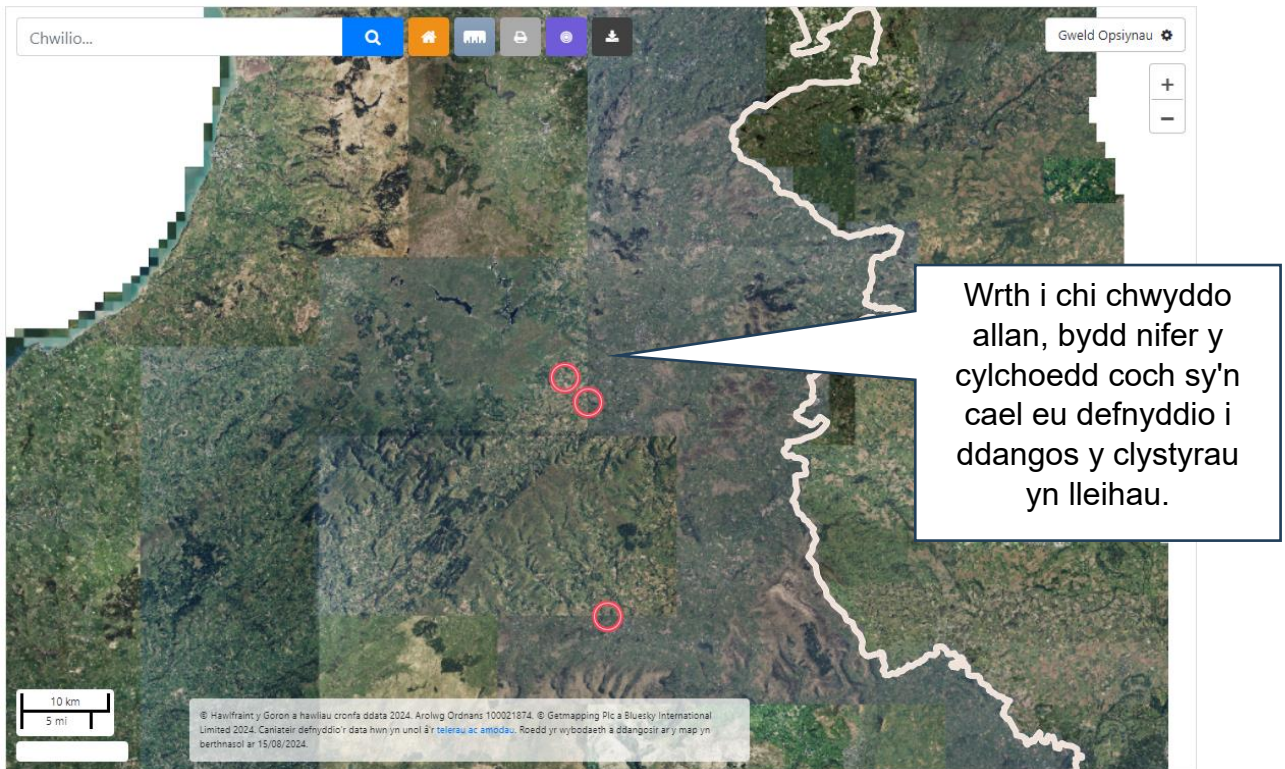 Chwilio...
Gweld Opsiynau
+
−
Wrth i chi chwyddo
allan, bydd nifer y
cylchoedd coch sy'n
cael eu defnyddio i
ddangos y clystyrau
yn lleihau.
10 km
5 mi
© Hawlfraint y Goron a hawliau cronfa ddata 2024. Arolwg Ordnans 100021874. © Getmapping Plc a Bluesky International
Limited 2024. Caniateir defnyddio'r data hwn yn unol â'r telerau ac amodau. Roedd yr wybodaeth a ddangosir ar y map yn
berthnasol ar 15/08/2024.